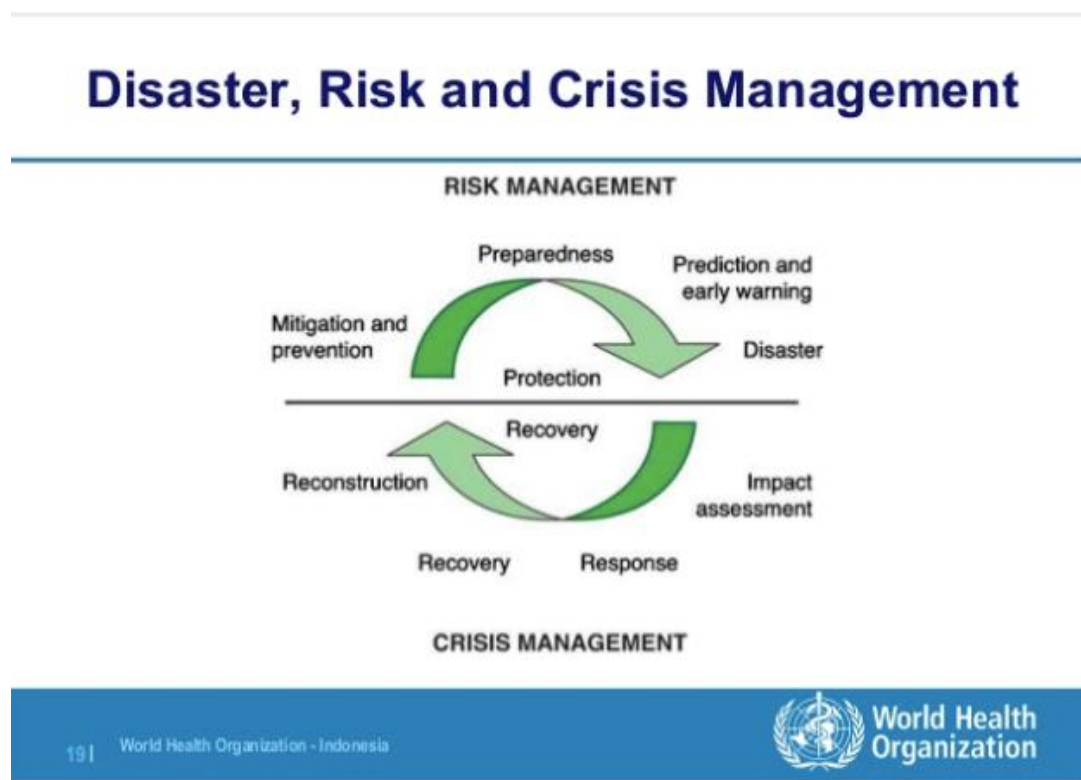 Disaster, Risk and Crisis Management
RISK MANAGEMENT
Preparedness
Prediction and
early warning
Mitigation and
prevention
Disaster
Protection
Recovery
Reconstruction
Impact
assessment
Recovery
Response
CRISIS MANAGEMENT
19|
World Health Organization - Indonesia
World Health
Organization